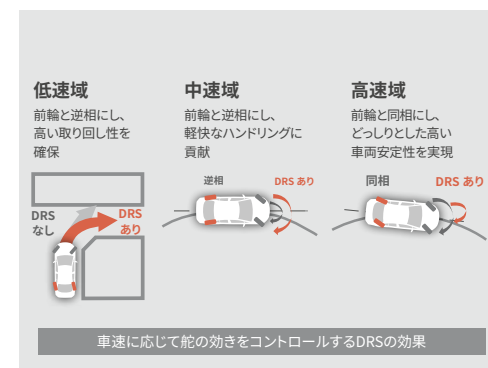 低速域
前輪と逆相にし、
高い取り回し性を
確保
DRS
なし
DRS
あり
中速域
前輪と逆相にし、
軽快なハンドリングに
貢献
逆相
DRS あり
高速域
前輪と同相にし、
どっしりとした高い
車両安定性を実現
同相
DRS あり
車速に応じて舵の効きをコントロールするDRSの効果